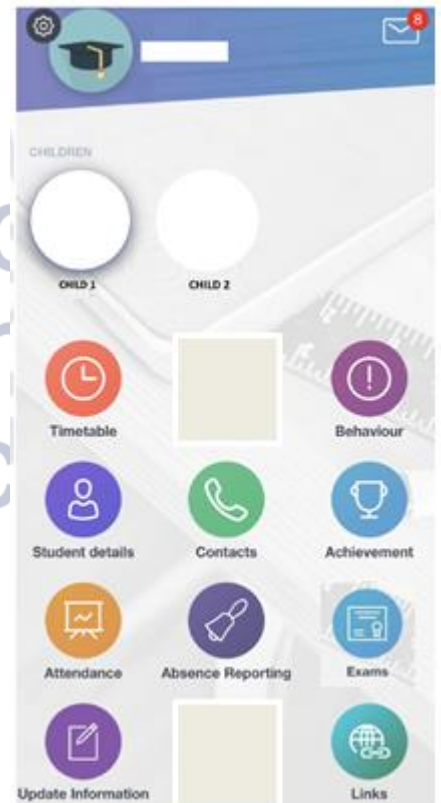 8
CHILDREN
CHILD 1 CHILD 2
Timetable Behaviour
Student details Contacts Achievement
Attendance Absence Reporting Exams
Update Information Links